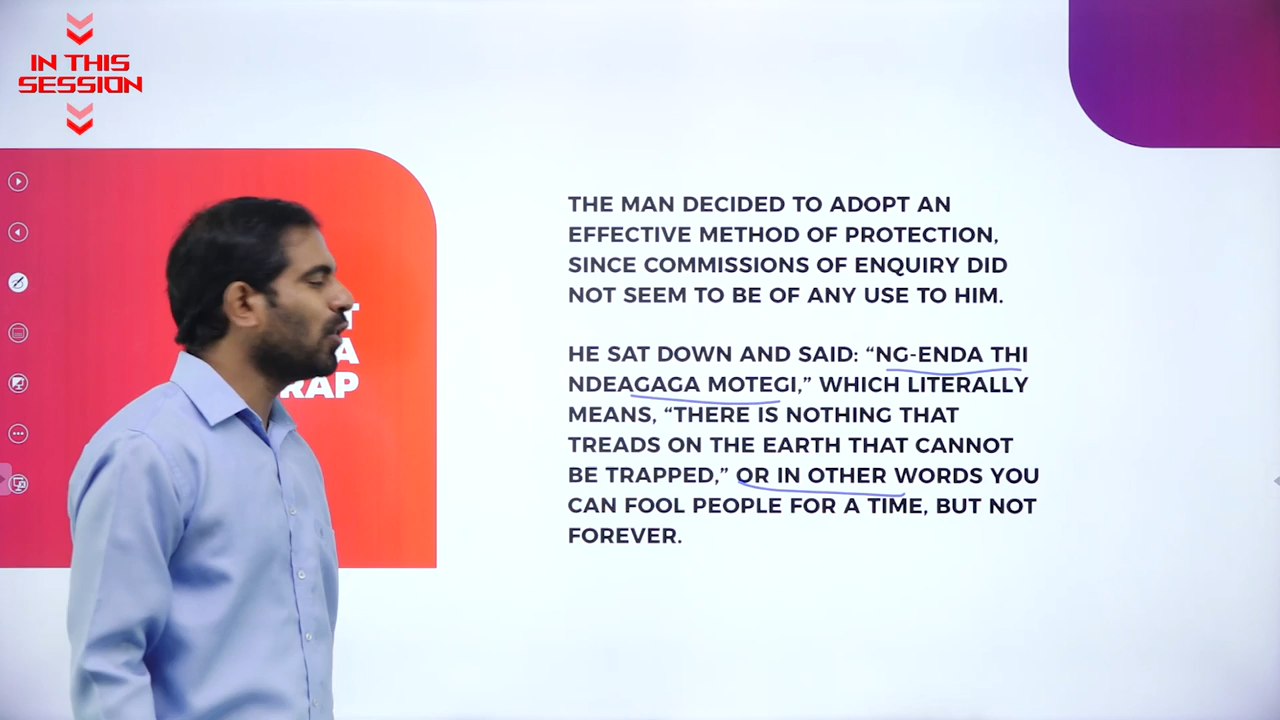 IN THIS
SESSION
T
A
RAP
THE MAN DECIDED TO ADOPT AN
EFFECTIVE METHOD OF PROTECTION,
SINCE COMMISSIONS OF ENQUIRY DID
NOT SEEM TO BE OF ANY USE TO HIM.
HE SAT DOWN AND SAID: “NG-ENDA THI
NDEAGAGA MOTEGI,” WHICH LITERALLY
MEANS, “THERE IS NOTHING THAT
TREADS ON THE EARTH THAT CANNOT
BE TRAPPED,” OR IN OTHER WORDS YOU
CAN FOOL PEOPLE FOR A TIME, BUT NOT
FOREVER.